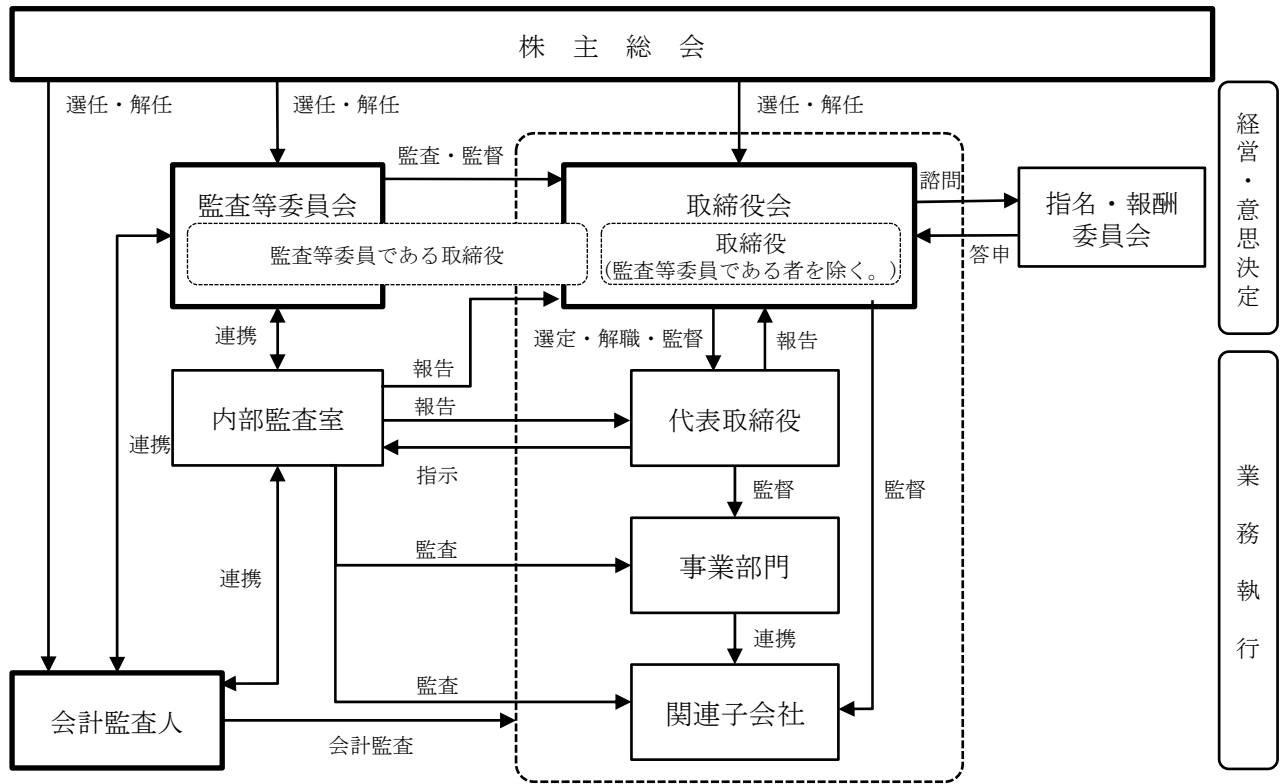 株 主 総 会
選任・解任
選任・解任
選任・解任
監査・監督
監査等委員会
監査等委員である取締役
取締役会
取締役
(監査等委員である者を除く。)
諮問
答申
指名・報酬
委員会
経営・意思決定
連携
報告
選定・解職・監督
報告
内部監査室
報告
指示
代表取締役
連携
監督
監督
監査
事業部門
連携
連携
監査
関連子会社
会計監査人
会計監査
業務執行